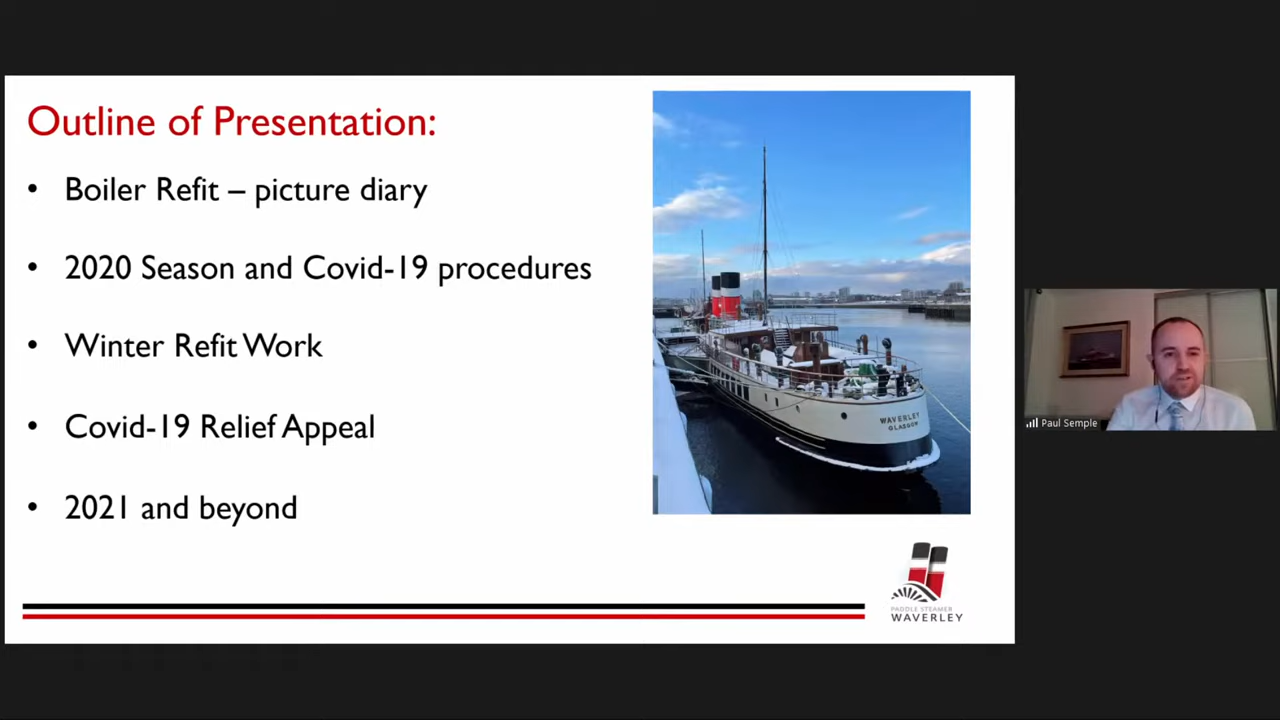 Outline of Presentation:
• Boiler Refit – picture diary
• 2020 Season and Covid-19 procedures
• Winter Refit Work
• Covid-19 Relief Appeal
• 2021 and beyond
WAVERLEY
GLASGOW
PADDLE STEAMER
WAVERLEY
Paul Semple